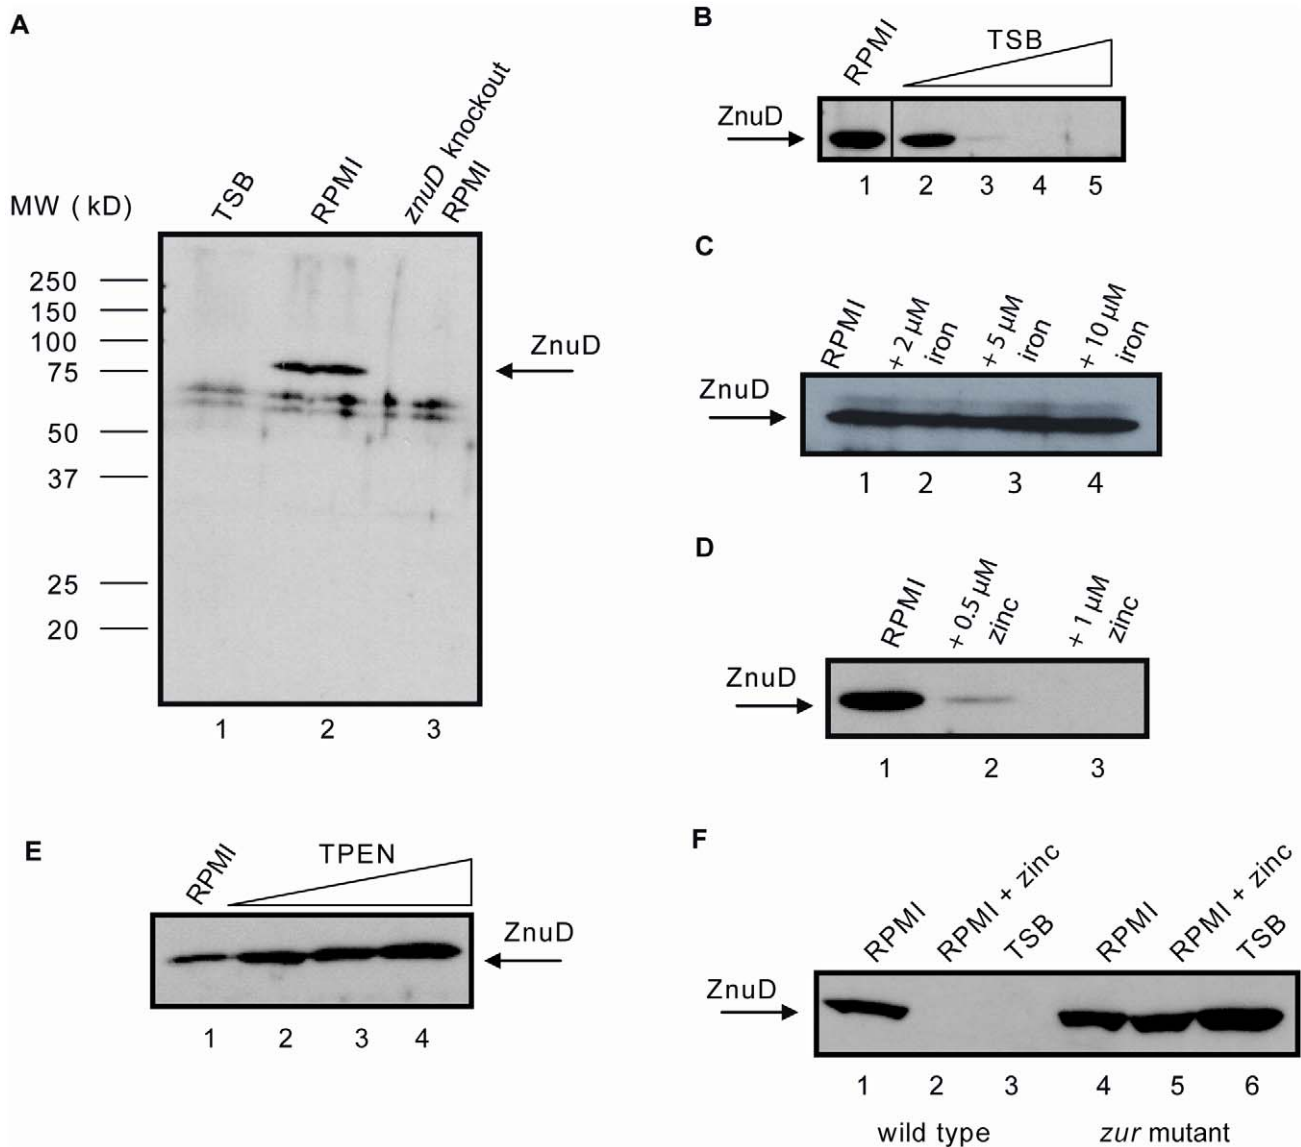 A
MW (kD)
TSB
RPMI
znuD knockout
RPMI
250
150
100
75
50
37
25
20
ZnuD
1 2 3
B
RPMI
TSB
ZnuD
1 2 3 4 5
C
RPMI
+ 2 µM
iron
+ 5 µM
iron
+ 10 µM
iron
ZnuD
1 2 3 4
D
RPMI
+ 0.5 µM
zinc
+ 1 µM
zinc
ZnuD
1 2 3
E
RPMI
TPEN
ZnuD
1 2 3 4
F
RPMI
RPMI + zinc
TSB
RPMI
RPMI + zinc
TSB
ZnuD
1 2 3 4 5 6
wild type
zur mutant